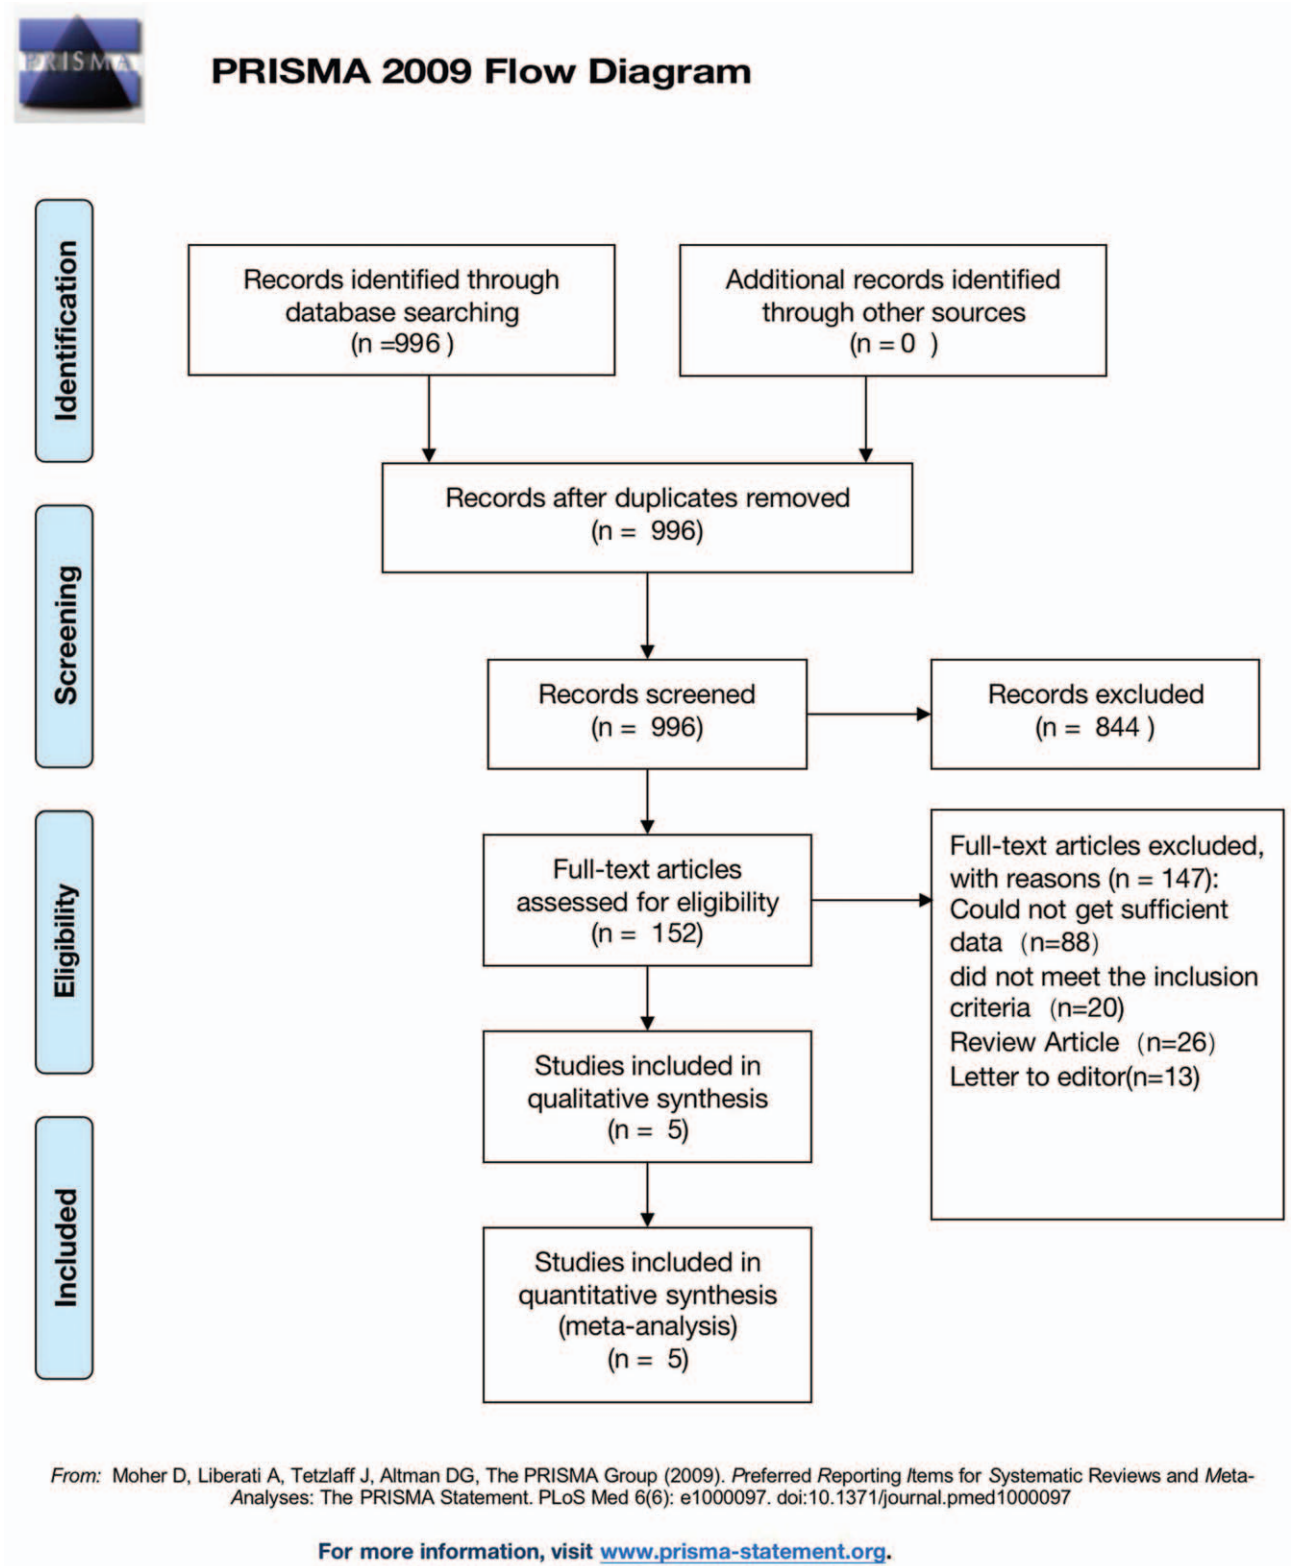 PRISMA
PRISMA 2009 Flow Diagram
Identification
Records identified through
database searching
(n =996 )
Additional records identified
through other sources
(n = 0 )
Records after duplicates removed
(n = 996)
Screening
Records screened
(n = 996)
Records excluded
(n = 844 )
Eligibility
Full-text articles
assessed for eligibility
(n = 152)
Full-text articles excluded,
with reasons (n = 147):
Could not get sufficient
data (n=88)
did not meet the inclusion
criteria (n=20)
Review Article (n=26)
Letter to editor(n=13)
Studies included in
qualitative synthesis
(n = 5)
Included
Studies included in
quantitative synthesis
(meta-analysis)
(n = 5)
From: Moher D, Liberati A, Tetzlaff J, Altman DG, The PRISMA Group (2009). Preferred Reporting Items for Systematic Reviews and Meta-
Analyses: The PRISMA Statement. PLoS Med 6(6): e1000097. doi:10.1371/journal.pmed1000097
For more information, visit www.prisma-statement.org.